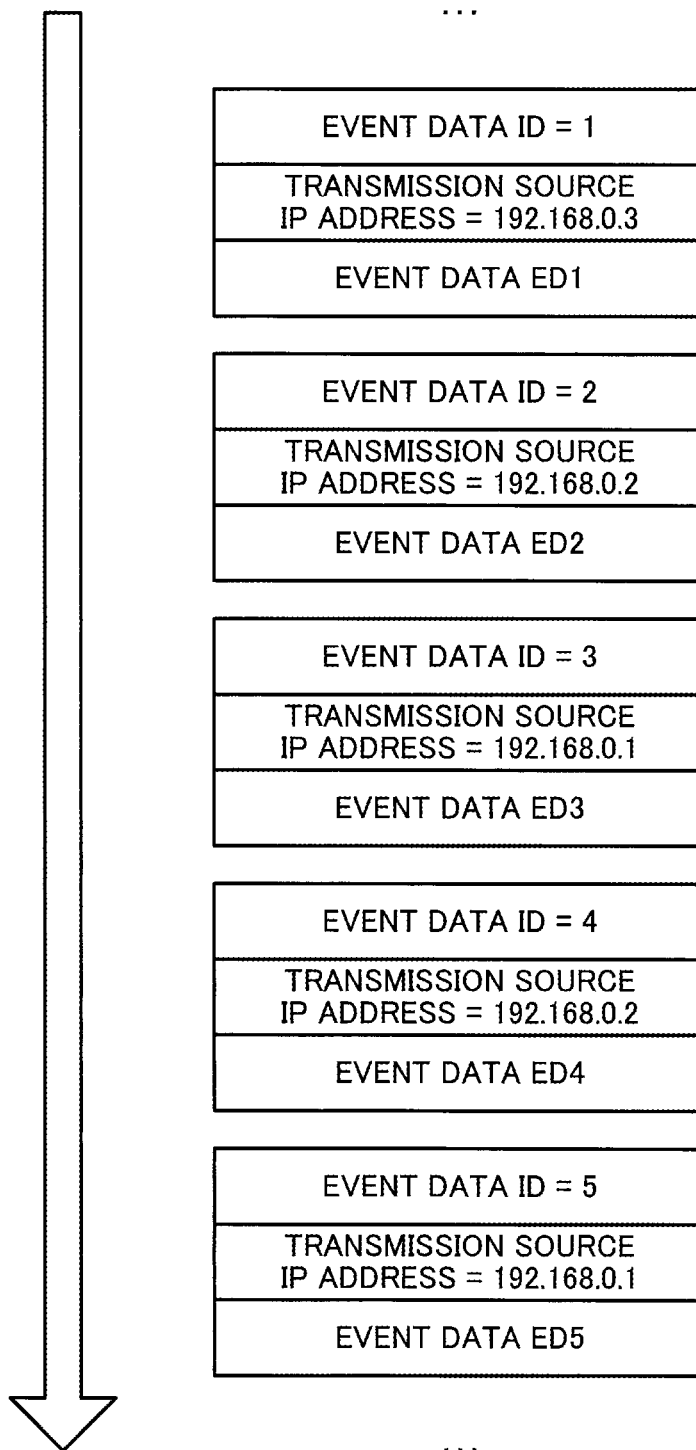 ...
EVENT DATA ID = 1
TRANSMISSION SOURCE
IP ADDRESS = 192.168.0.3
EVENT DATA ED1
EVENT DATA ID = 2
TRANSMISSION SOURCE
IP ADDRESS = 192.168.0.2
EVENT DATA ED2
EVENT DATA ID = 3
TRANSMISSION SOURCE
IP ADDRESS = 192.168.0.1
EVENT DATA ED3
EVENT DATA ID = 4
TRANSMISSION SOURCE
IP ADDRESS = 192.168.0.2
EVENT DATA ED4
EVENT DATA ID = 5
TRANSMISSION SOURCE
IP ADDRESS = 192.168.0.1
EVENT DATA ED5
...